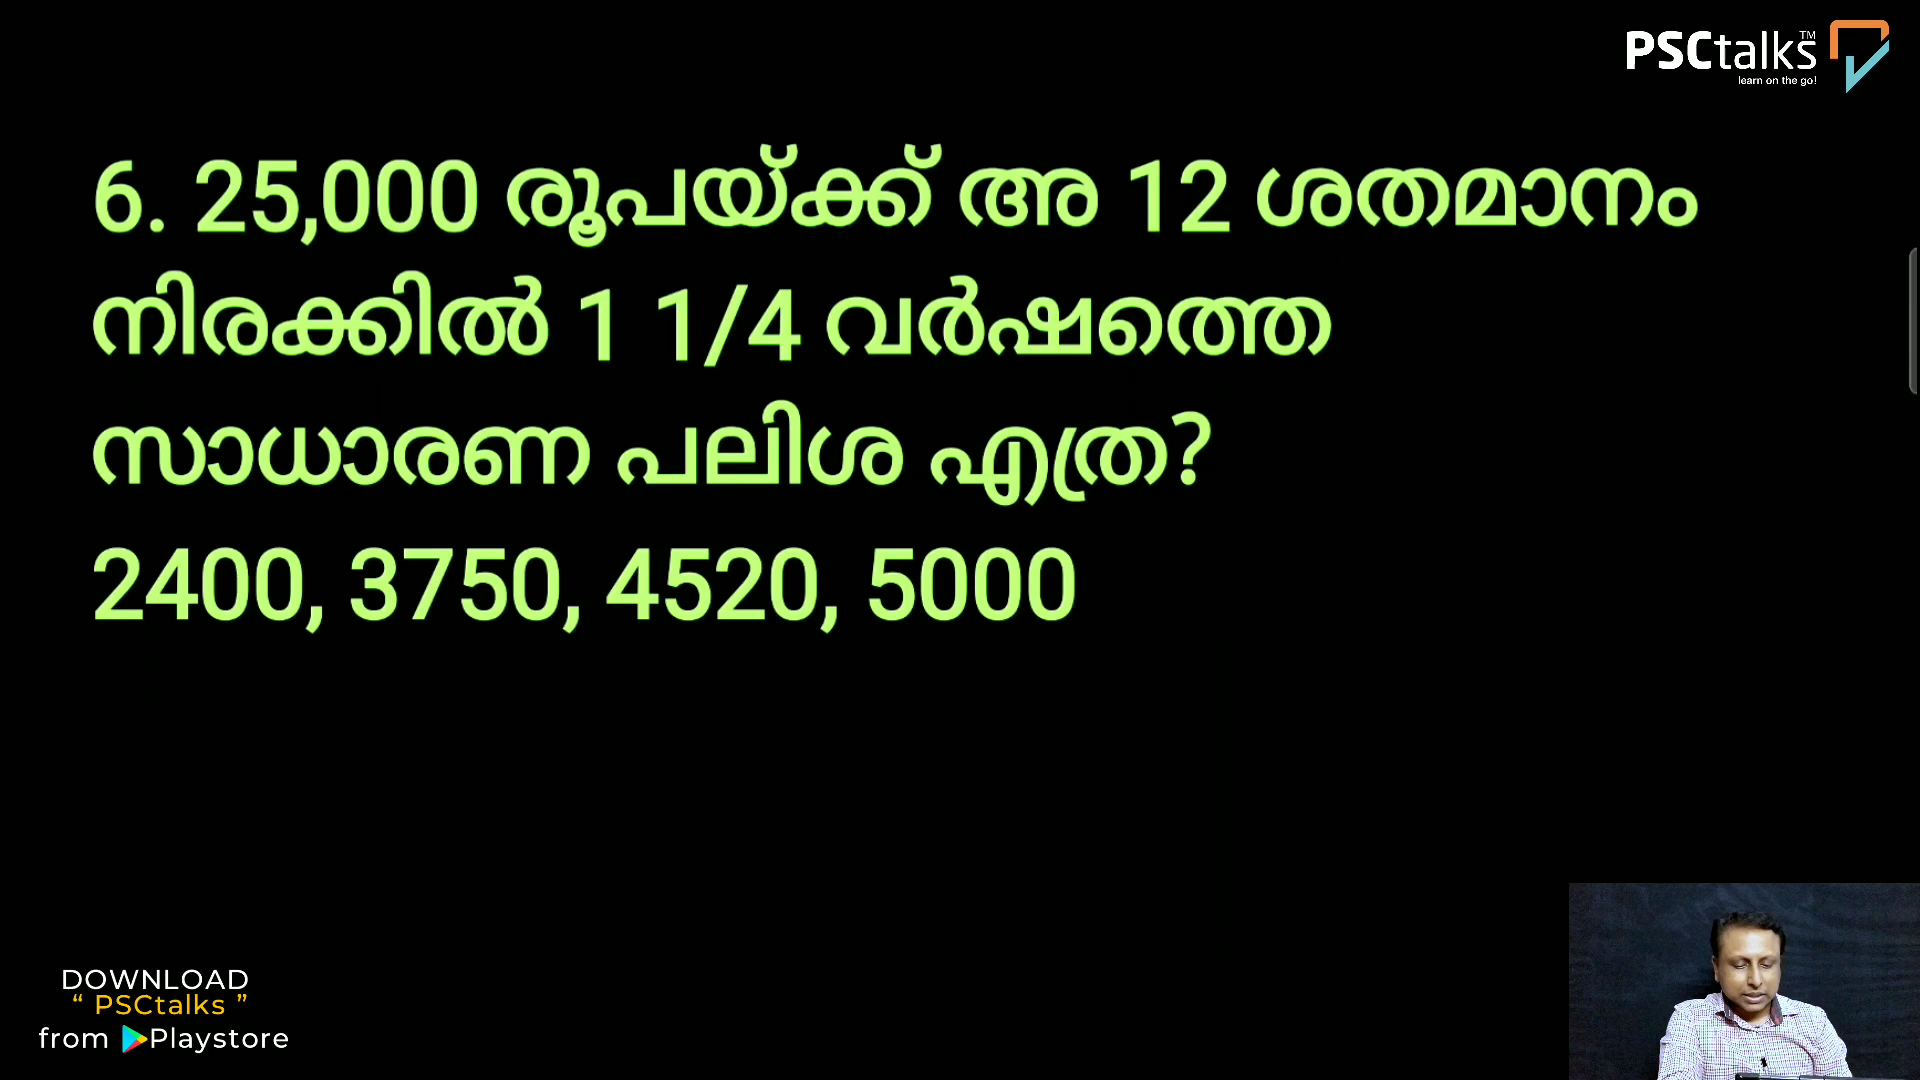 PSCtalks™
learn on the go!
6. 25,000 രൂപയ്ക്ക് അ 12 ശതമാനം
നിരക്കിൽ 1 1/4 വർഷത്തെ
സാധാരണ പലിശ എത്ര?
2400, 3750, 4520, 5000
DOWNLOAD
“ PSCtalks ”
from Playstore